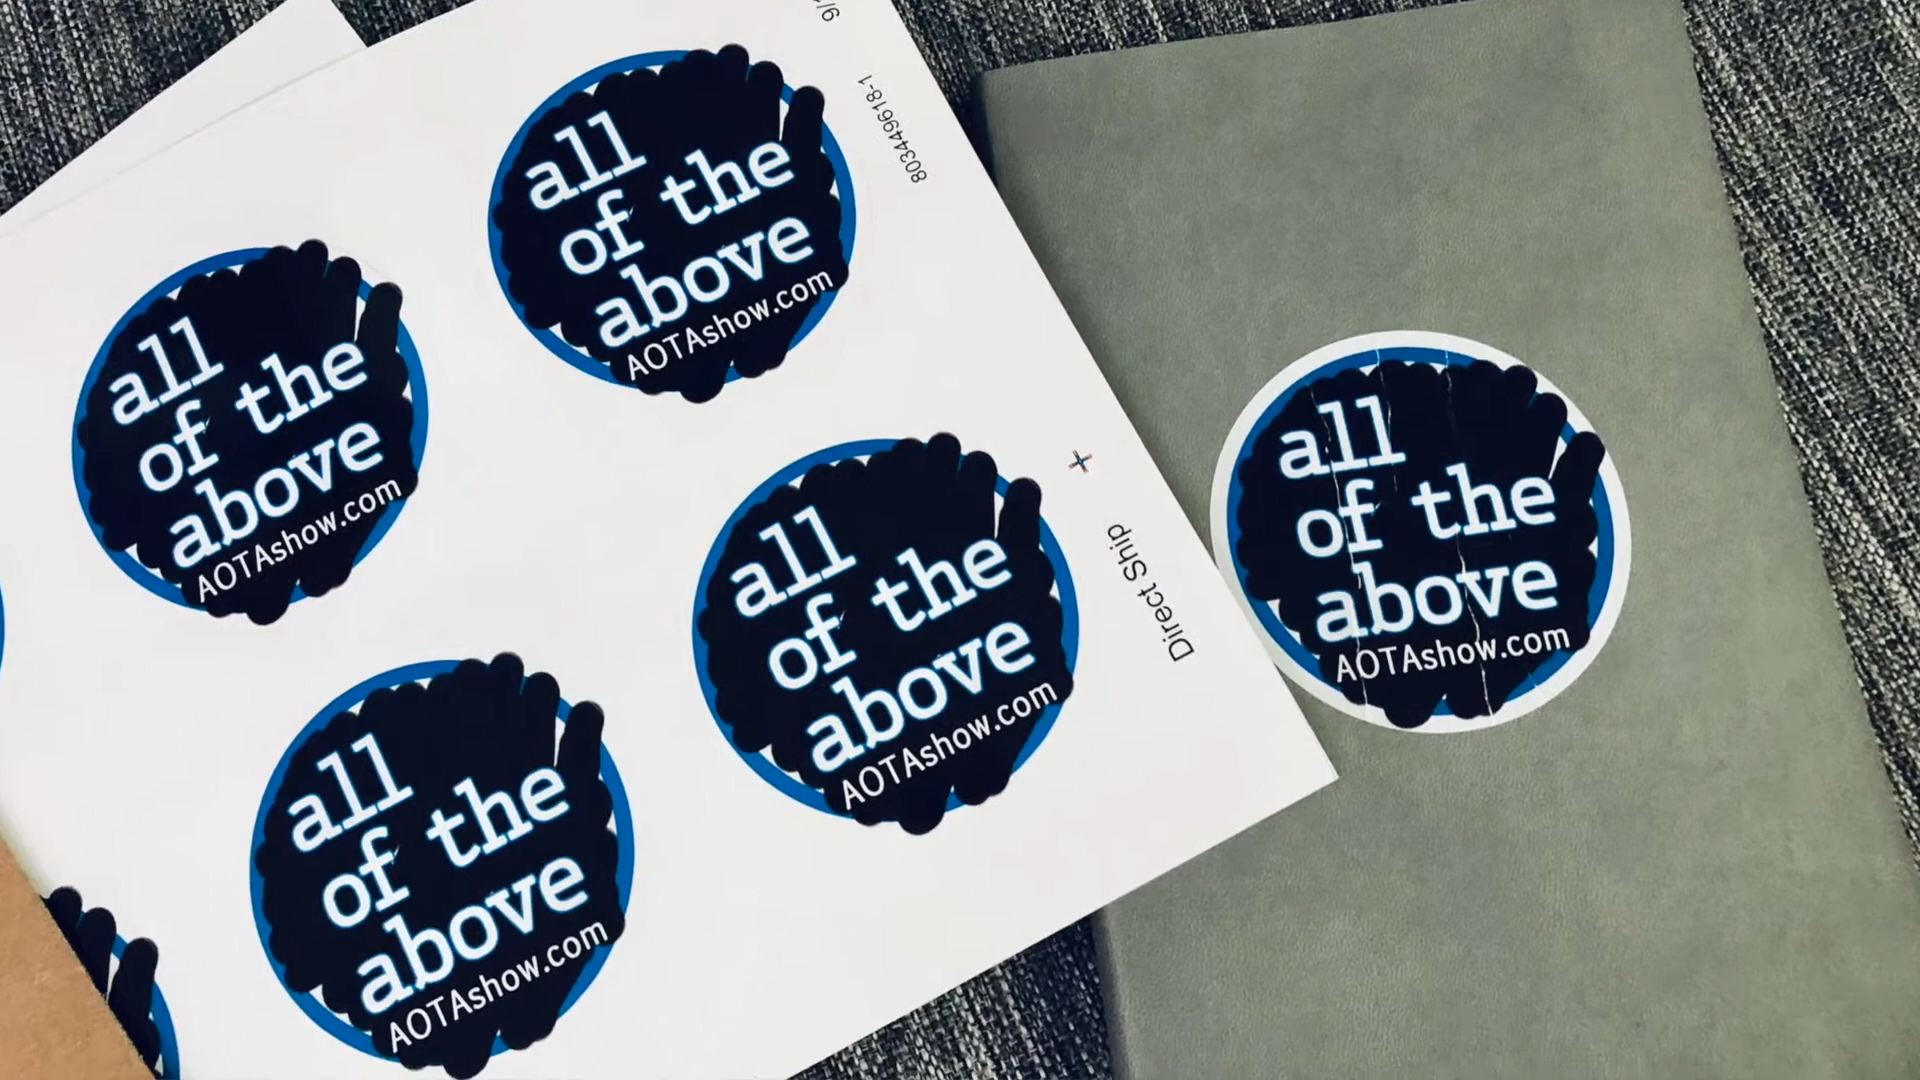 all
of the
above
AOTAshow.com
803449618-1
all
of the
above
AOTAshow.com
all
of the
above
AOTAshow.com
Direct Ship
all
of the
above
AOTAshow.com
all
of the
above
AOTAshow.com